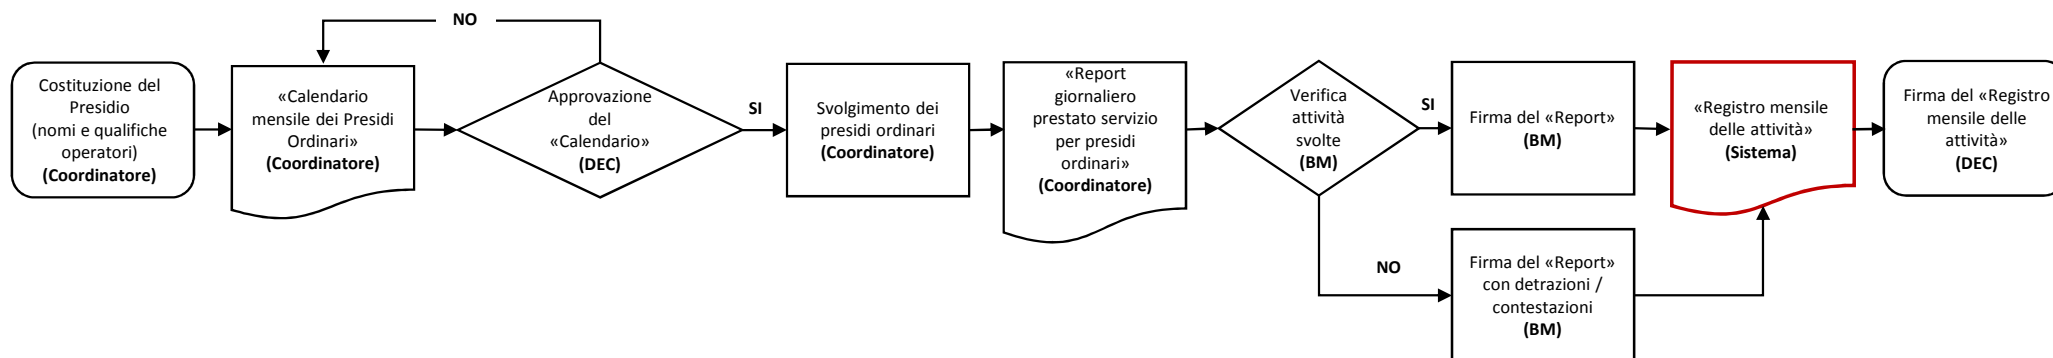 NO
Costituzione del
Presidio
(nomi e qualifiche
operatori)
(Coordinatore)
«Calendario
mensile dei Presidi
Ordinari»
(Coordinatore)
Approvazione
del
«Calendario»
(DEC)
SI
Svolgimento dei
presidi ordinari
(Coordinatore)
«Report
giornaliero
prestato servizio
per presidi
ordinari»
(Coordinatore)
Verifica
attività
svolte
(BM)
SI
Firma del «Report»
(BM)
«Registro mensile
delle attività»
(Sistema)
Firma del «Registro
mensile delle
attività»
(DEC)
NO
Firma del «Report»
con detrazioni /
contestazioni
(BM)